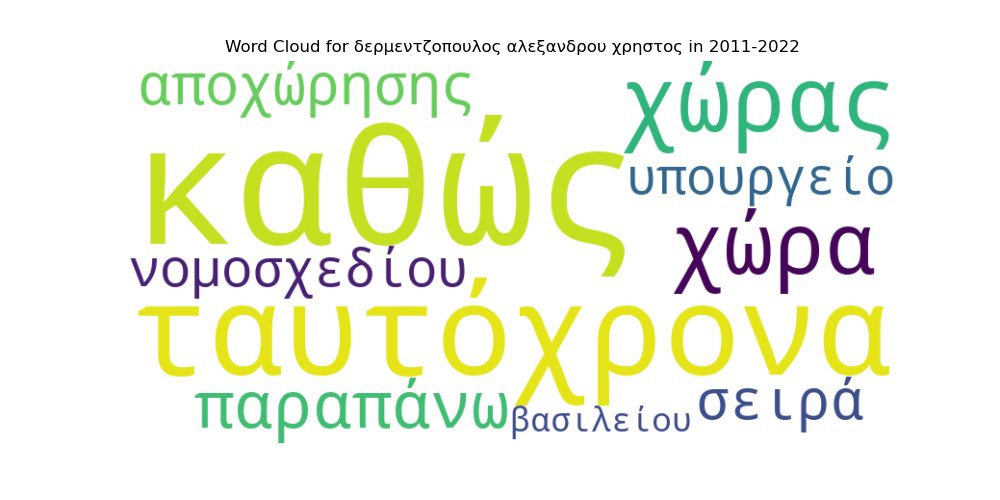 Word Cloud for δερμεντζοπουλος αλεξανδρου χρηστος in 2011-2022
αποχώρησης
χώρας
καθώς
υπουργείο
χώρα
νομοσχεδίου
ταυτόχρονα
παραπάνω
βασιλείου
σειρά